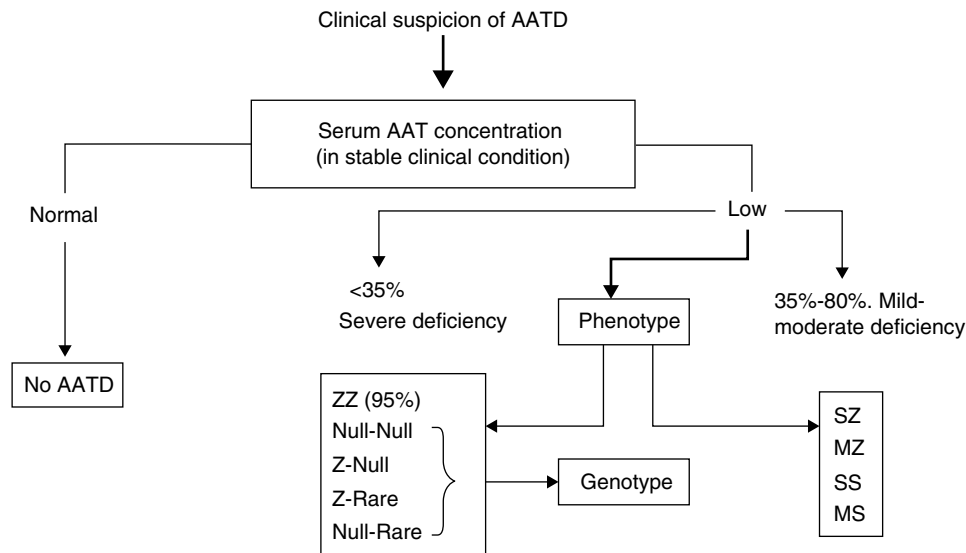 Clinical suspicion of AATD
Serum AAT concentration
(in stable clinical condition)
Normal
Low
<35%
Severe deficiency
Phenotype
35%-80%. Mild-
moderate deficiency
No AATD
ZZ (95%)
Null-Null
Z-Null
Z-Rare
Null-Rare
Genotype
SZ
MZ
SS
MS